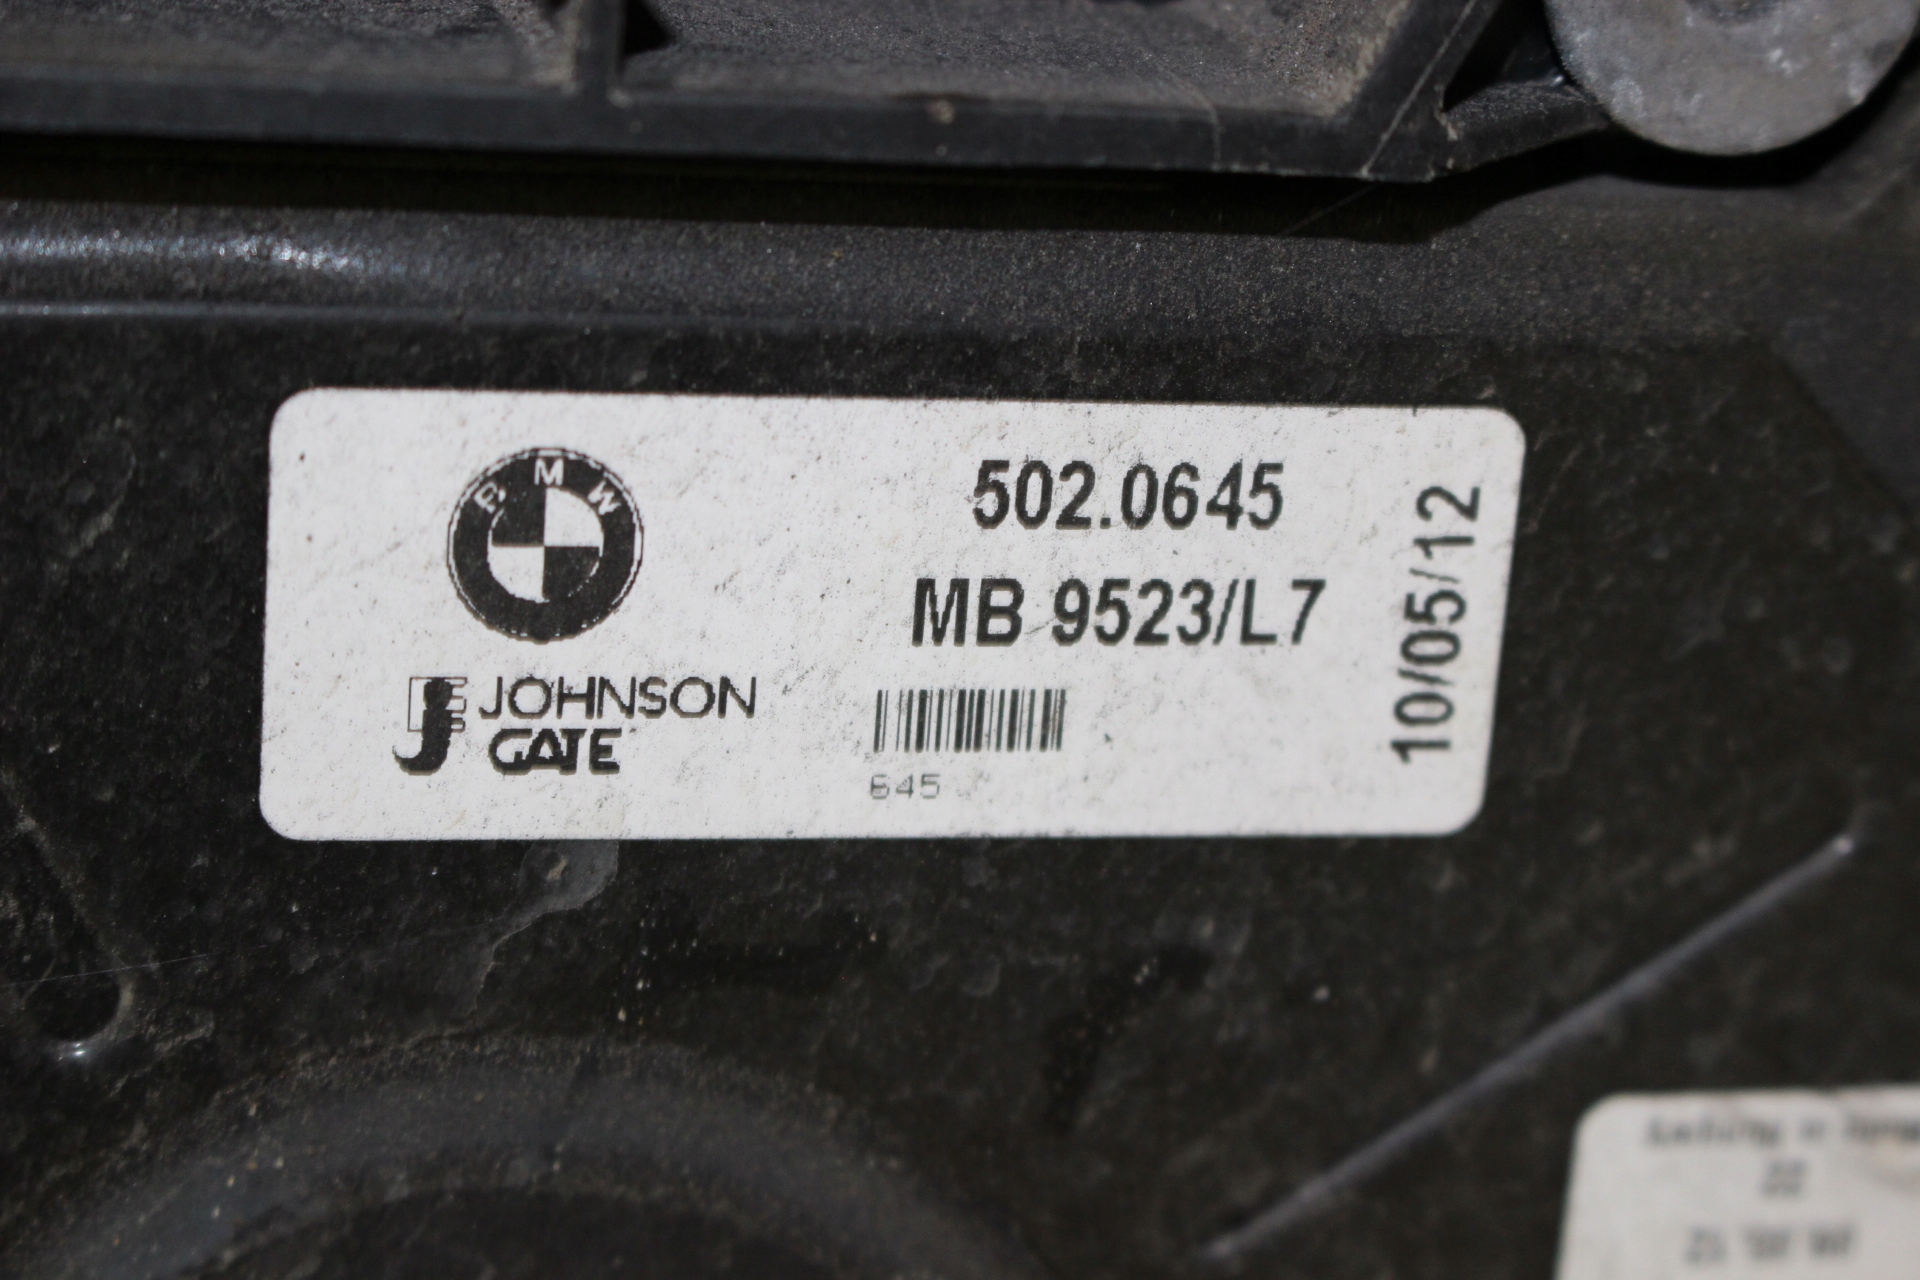 BMW
502.0645
MB 9523/L7
10/05/12
JOHNSON
GATE
645